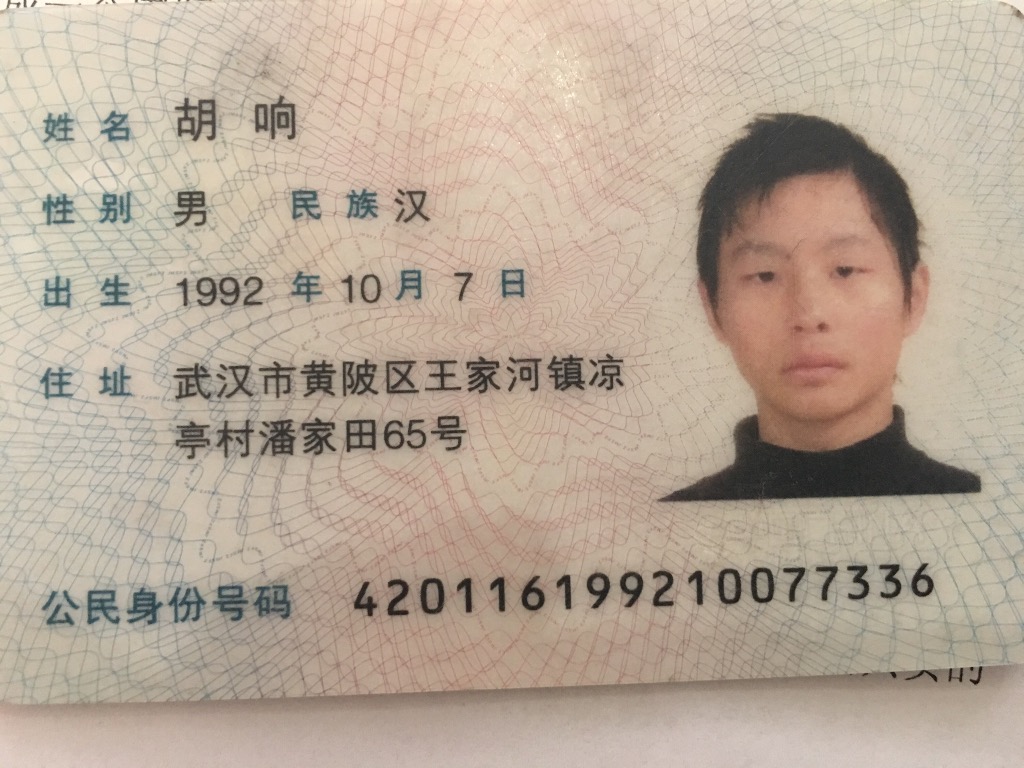 姓名 胡响
性别 男 民族 汉
出生 1992 年 10 月 7 日
住址 武汉市黄陂区王家河镇凉
亭村潘家田65号
公民身份号码 420116199210077336